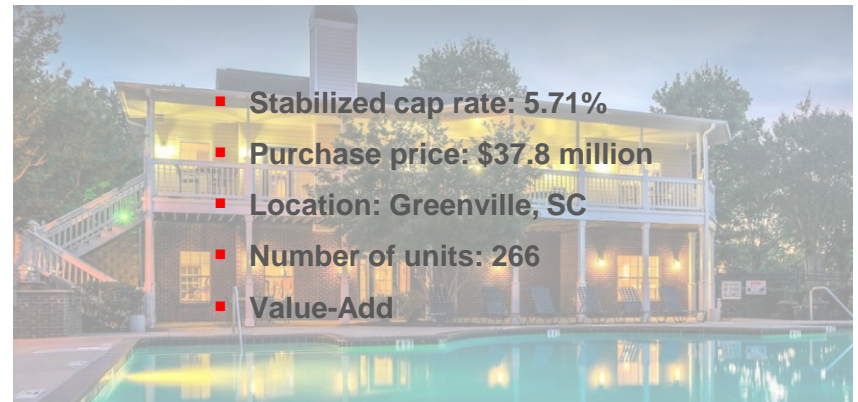 ▪ Stabilized cap rate: 5.71%
▪ Purchase price: $37.8 million
▪ Location: Greenville, SC
▪ Number of units: 266
▪ Value-Add